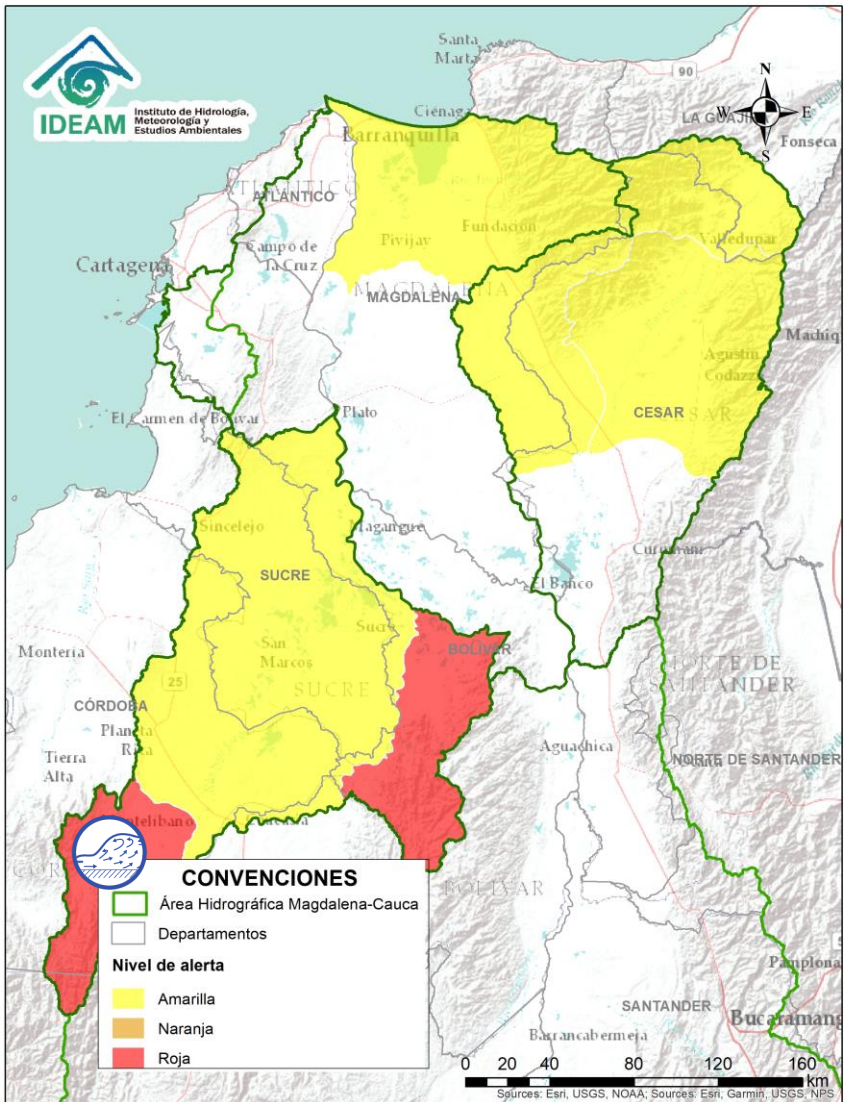 Santa
Marta
90
N
W
E
S
Ciénaga
LA GUAJIRA
Fonseca
IDEAM
Instituto de Hidrología,
Meteorología y
Estudios Ambientales
Barranquilla
ATLANTICO
ATLÁNTICO
Valledupar
Fundación
Pivijay
Campo de
la Cruz
Cartagena
MAGDALENA
MAGDALENA
Agustín
Codazzi
CESAR
CESAR
El Carmen de Bolívar
Plato
Sincelejo
Magangué
SUCRE
Curumaní
El Banco
Sucre
BOLÍVAR
San
Marcos
Montería
25
SUCRE
NORTE DE
SANTANDER
CÓRDOBA
Planeta
Rica
Tierra
Alta
Aguachica
NORTE DE SANTANDER
BOLÍVAR
CONVENCIONES
Área Hidrográfica Magdalena-Cauca
Departamentos
Nivel de alerta
Amarilla
Naranja
Roja
Pamplona
SANTANDER
Barrancabermeja
0 20 40 80 120 160
km
Sources: Esri, USGS, NOAA; Sources: Esri, Garmin, USGS, NPS